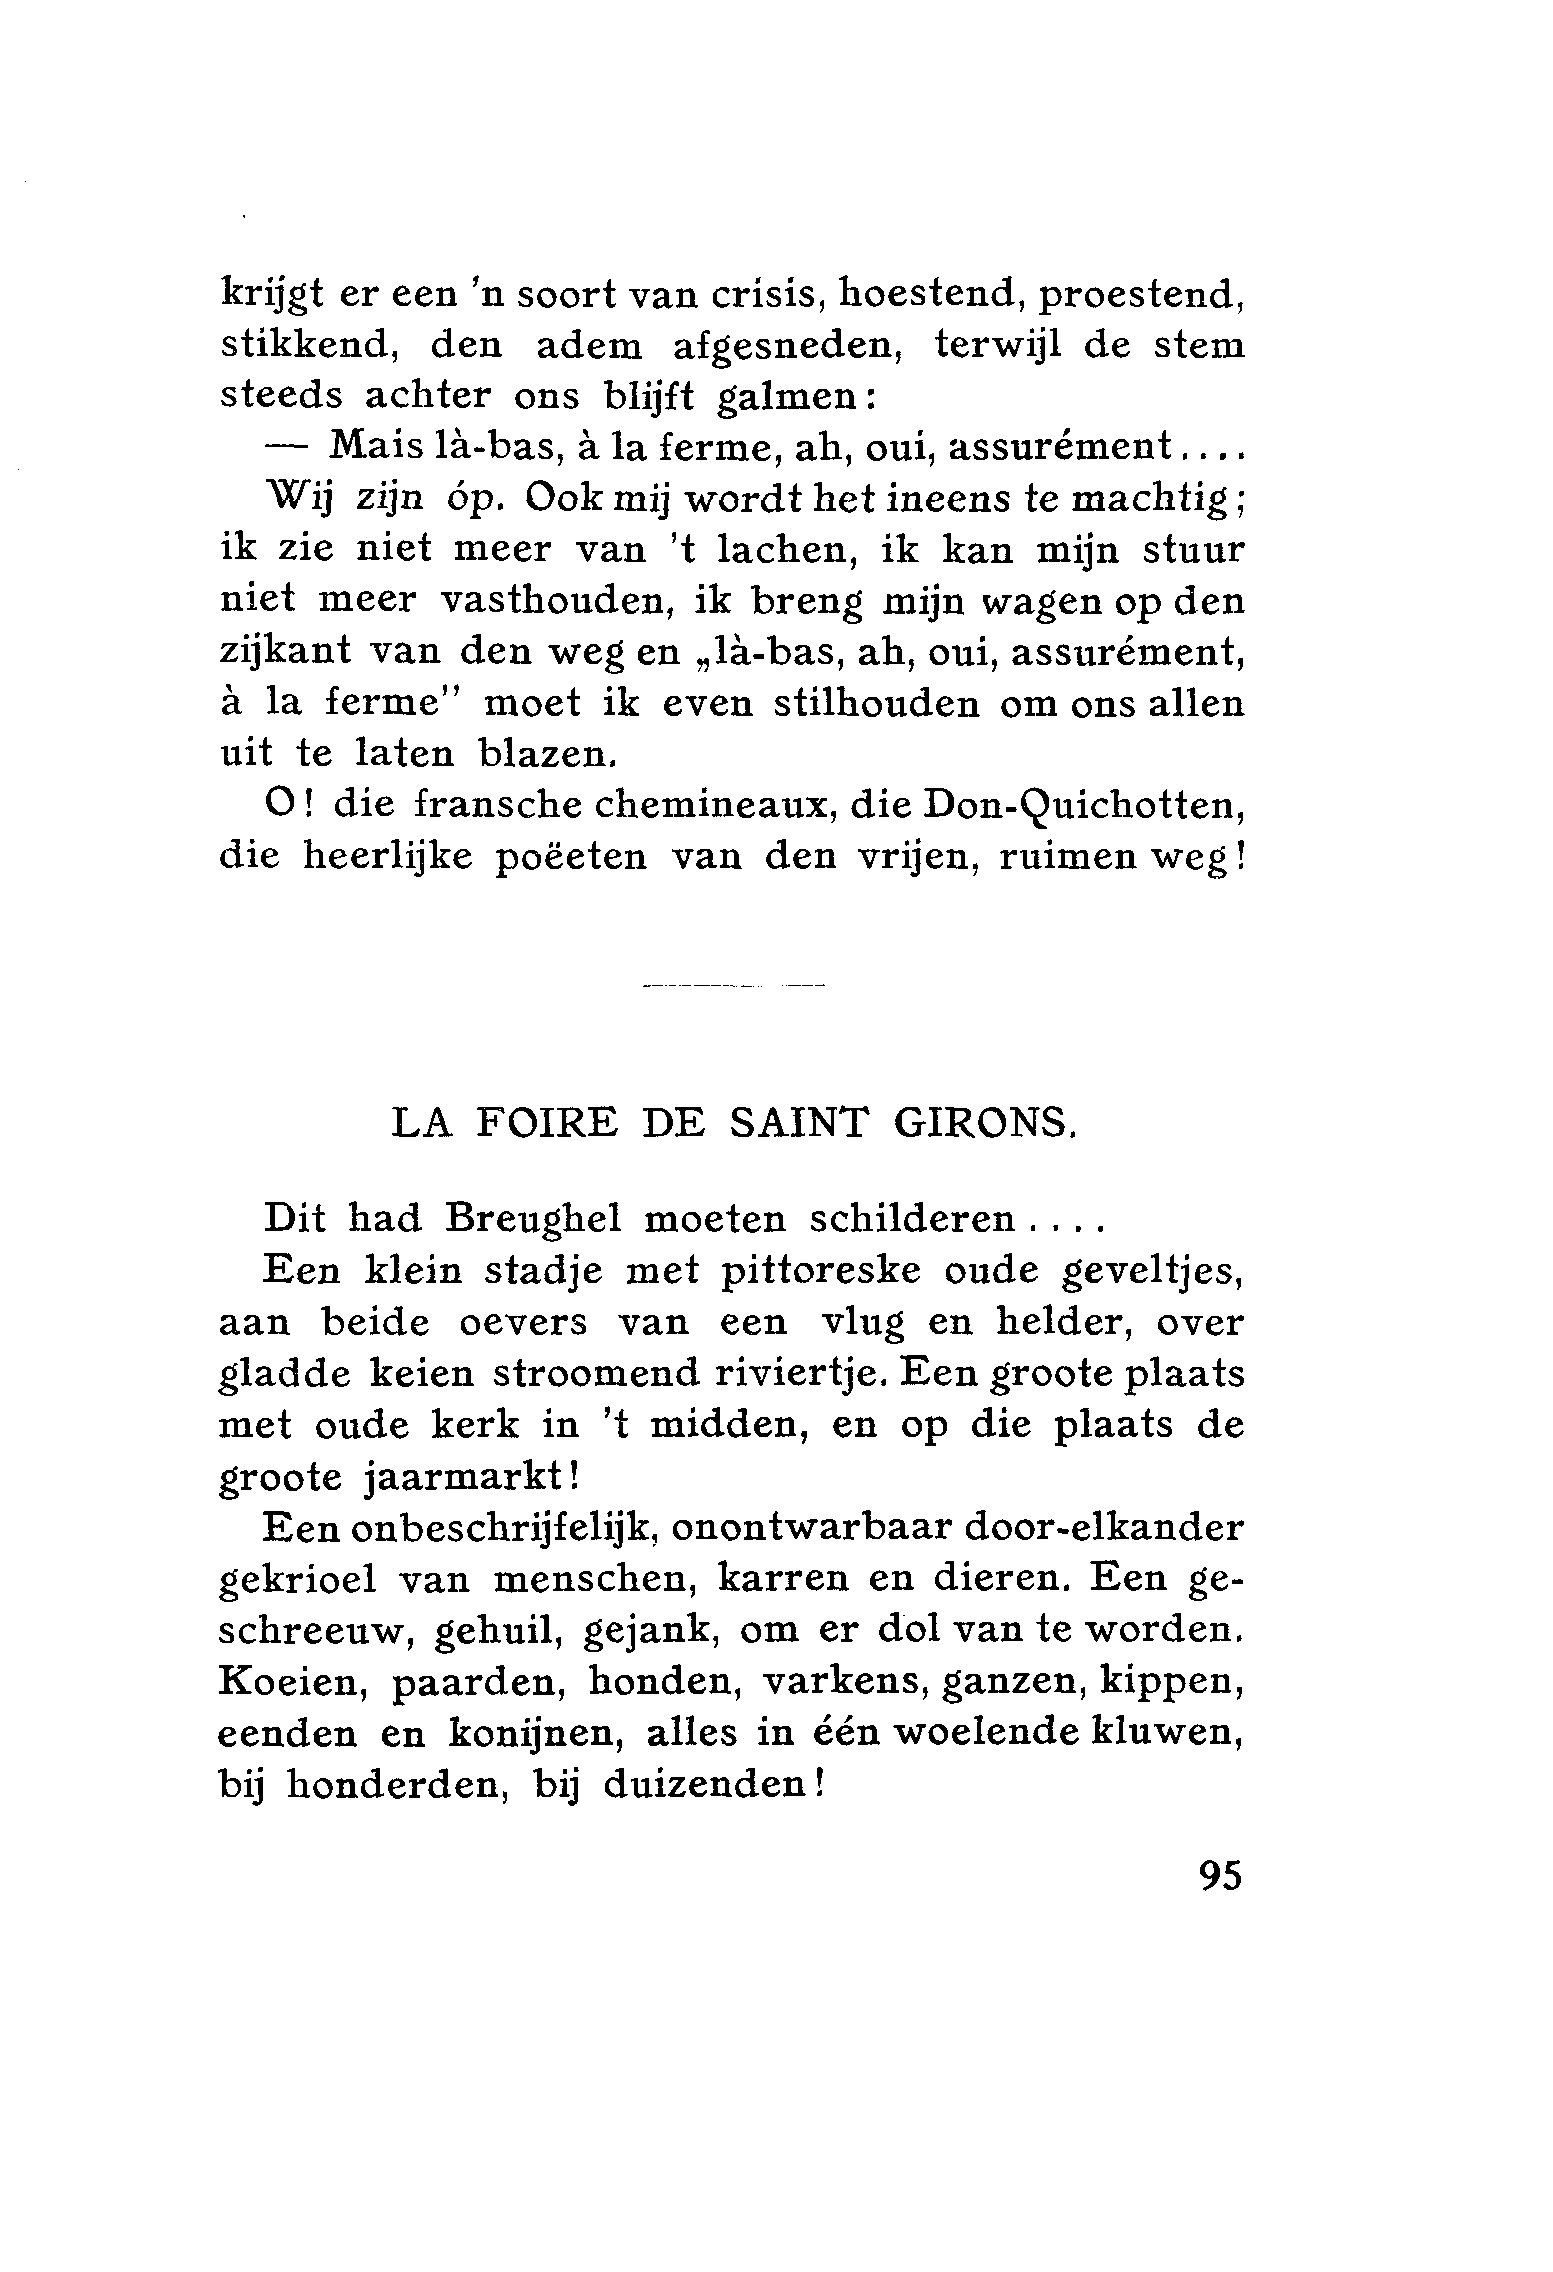 krijgt er een 'n soort van crisis, hoestend, proestend,
stikkend, den adem afgesneden, terwijl de stem
steeds achter ons blijft galmen:
— Mais là-bas, à la ferme, ah, oui, assurément....
Wij zijn óp. Ook mij wordt het ineens te machtig;
ik zie niet meer van 't lachen, ik kan mijn stuur
niet meer vasthouden, ik breng mijn wagen op den
zijkant van den weg en „là-bas, ah, oui, assurément,
à la ferme” moet ik even stilhouden om ons allen
uit te laten blazen.
O! die fransche chemineaux, die Don-Quichotten,
die heerlijke poëeten van den vrijen, ruimen weg!
LA FOIRE DE SAINT GIRONS.
Dit had Breughel moeten schilderen....
Een klein stadje met pittoreske oude geveltjes,
aan beide oevers van een vlug en helder, over
gladde keien stroomend riviertje. Een groote plaats
met oude kerk in 't midden, en op die plaats de
groote jaarmarkt!
Een onbeschrijfelijk, onontwarbaar door-elkander
gekrioel van menschen, karren en dieren. Een ge-
schreeuw, gehuil, gejank, om er dol van te worden.
Koeien, paarden, honden, varkens, ganzen, kippen,
eenden en konijnen, alles in één woelende kluwen,
bij honderden, bij duizenden!
95